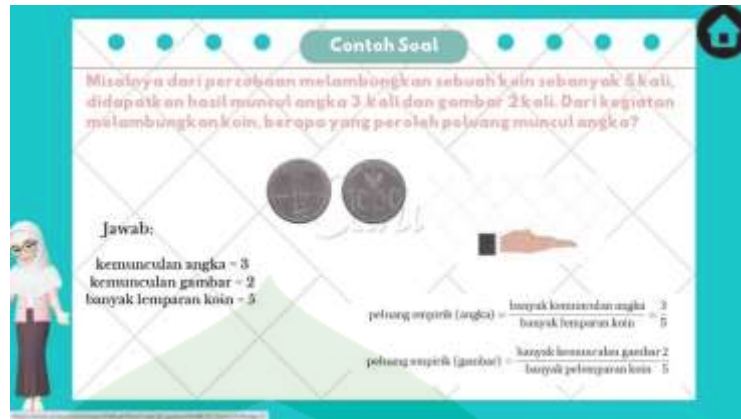 Contoh Soal
Misalnya dari percobaan melambungkan sebuah koin sebanyak 5 kali,
didapatkan hasil muncul angka 3 kali dan gambar 2 kali. Dari kegiatan
melambungkan koin, berapa yang peroleh peluang muncul angka?
Jawab:
kemunculan angka = 3
kemunculan gambar = 2
banyak lemparan koin = 5
peluang empirik (angka) = banyak kemunculan angka / banyak lemparan koin = 3 / 5
peluang empirik (gambar) = banyak kemunculan gambar / banyak pelemparan koin 2 / 5